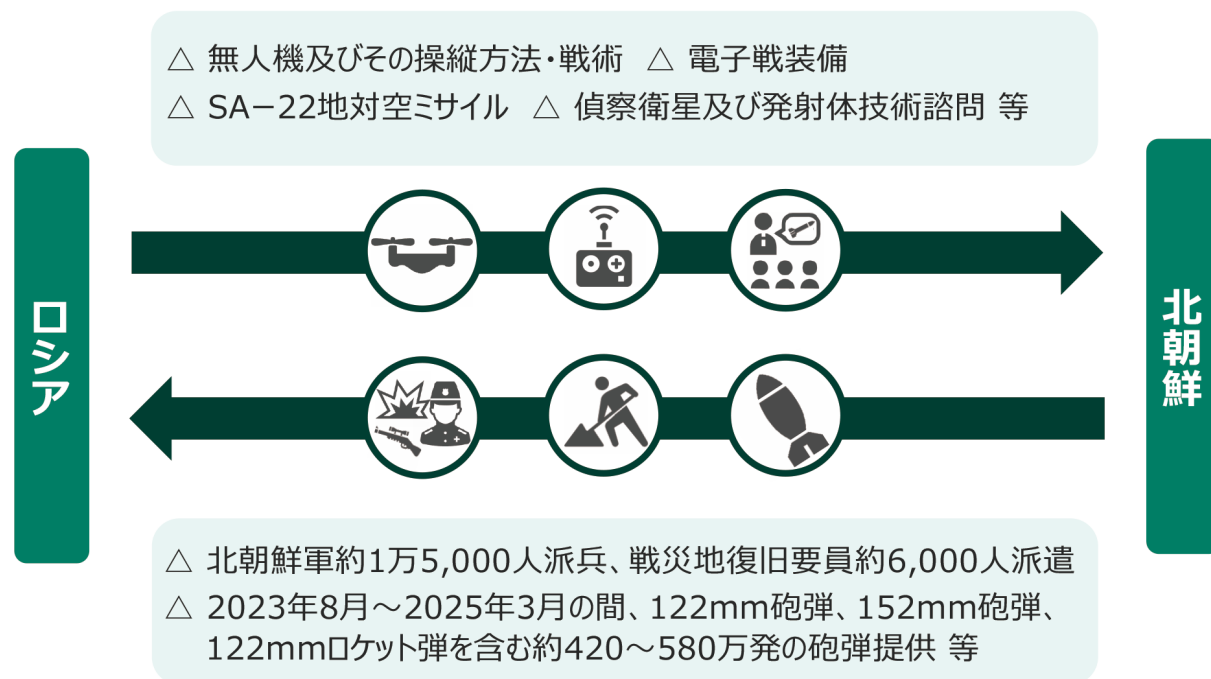 △ 無人機及びその操縦方法・戦術 △ 電子戦装備
△ SA－22地対空ミサイル △ 偵察衛星及び発射体技術諮問 等
ロシア
北朝鮮
△ 北朝鮮軍約1万5,000人派兵、戦災地復旧要員約6,000人派遣
△ 2023年8月～2025年3月の間、122mm砲弾、152mm砲弾、
122mmロケット弾を含む約420～580万発の砲弾提供 等